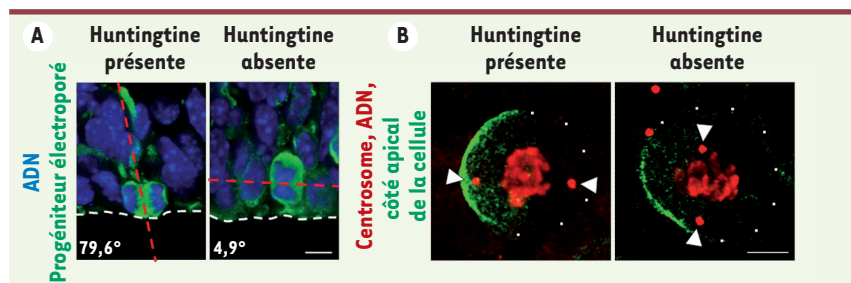 A
Huntingtine
présente
Huntingtine
absente
ADN
Progéniteur électroporé
79,6°
4,9°
B
Huntingtine
présente
Huntingtine
absente
Centrosome, ADN,
côté apical
de la cellule